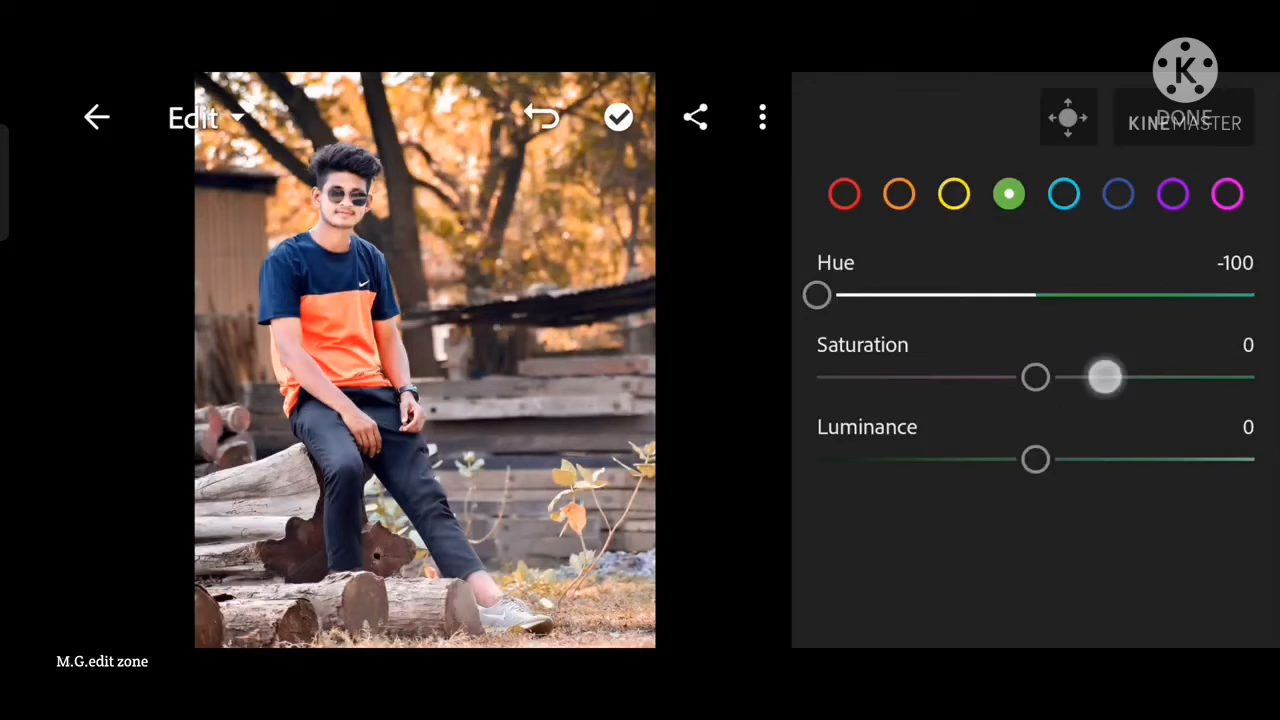 Edit
DONE
KINEMASTER
K
Hue -100
Saturation 0
Luminance 0
M.G.edit zone